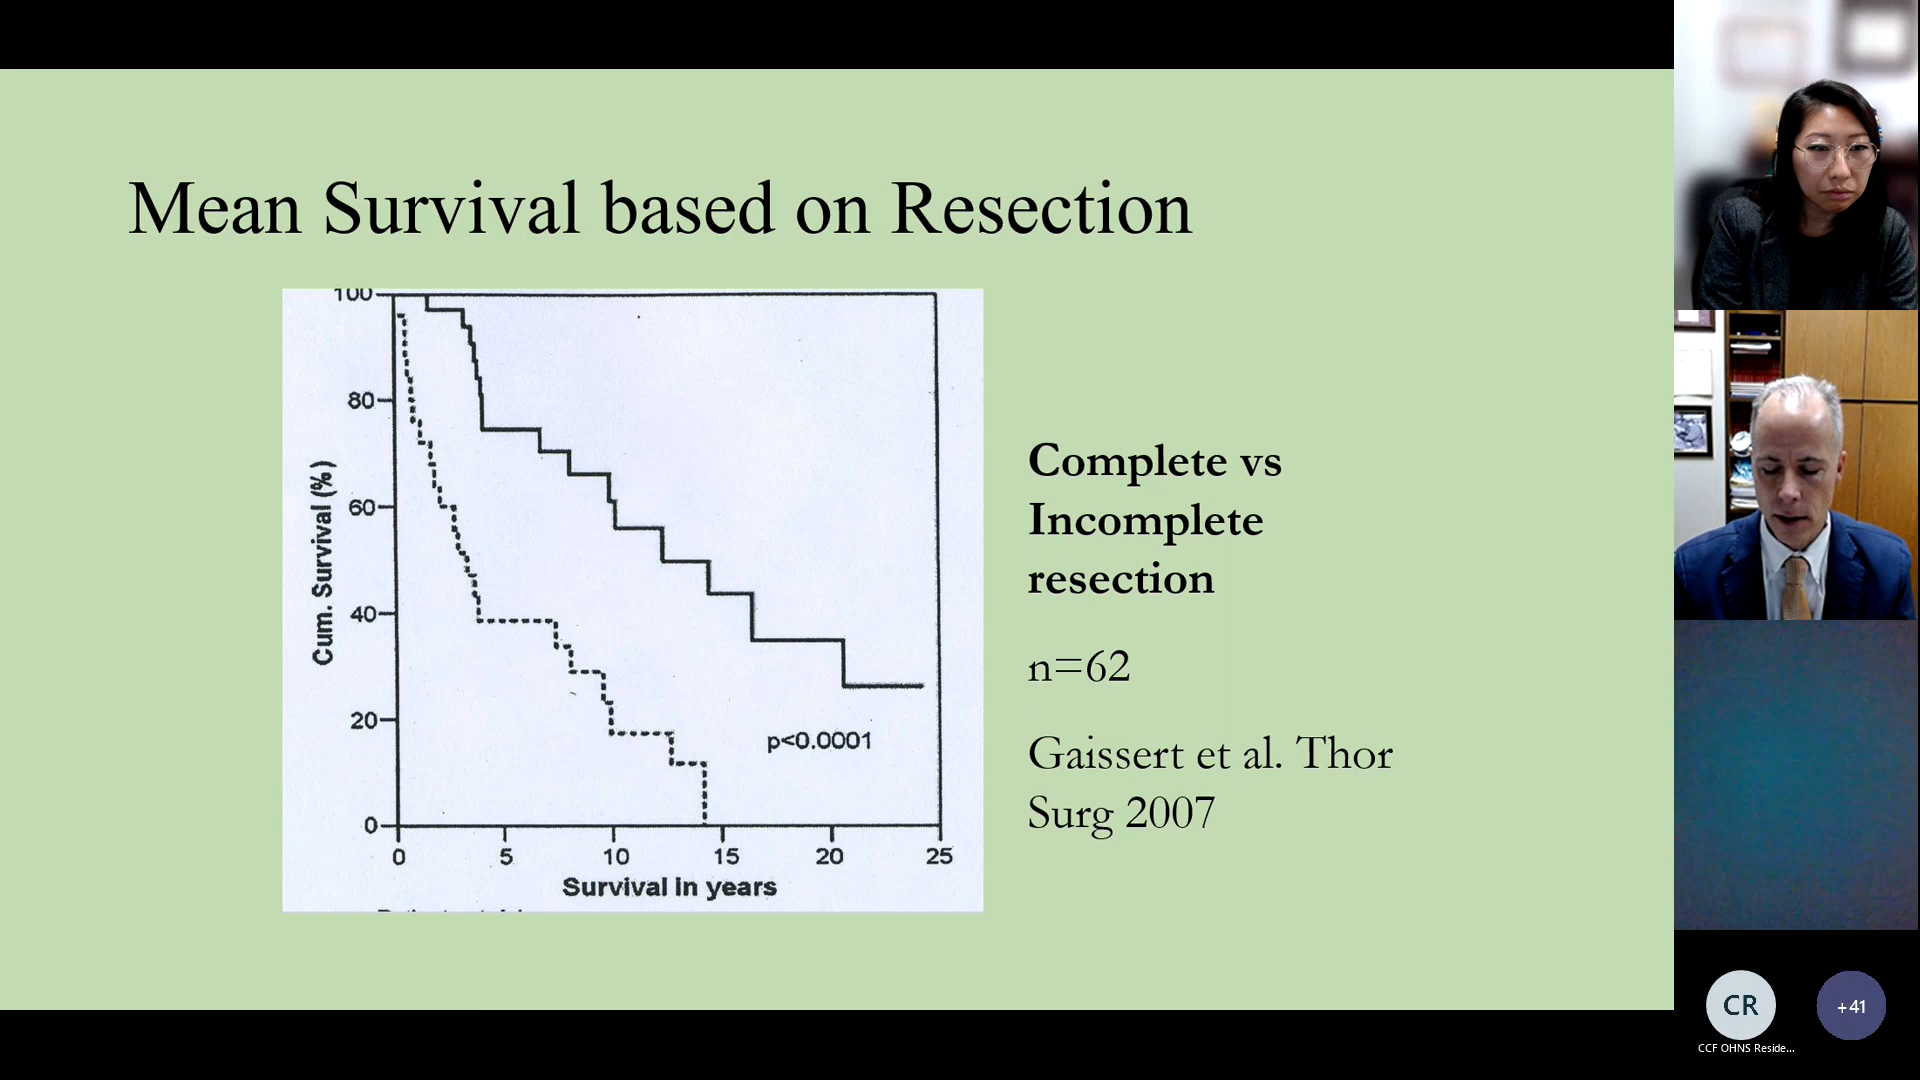 Mean Survival based on Resection
100
80
60
40
20
0
Cum. Survival (%)
0 5 10 15 20 25
Survival in years
p<0.0001
Complete vs
Incomplete
resection
n=62
Gaissert et al. Thor
Surg 2007
CR
+41
CCF OHNS Reside...